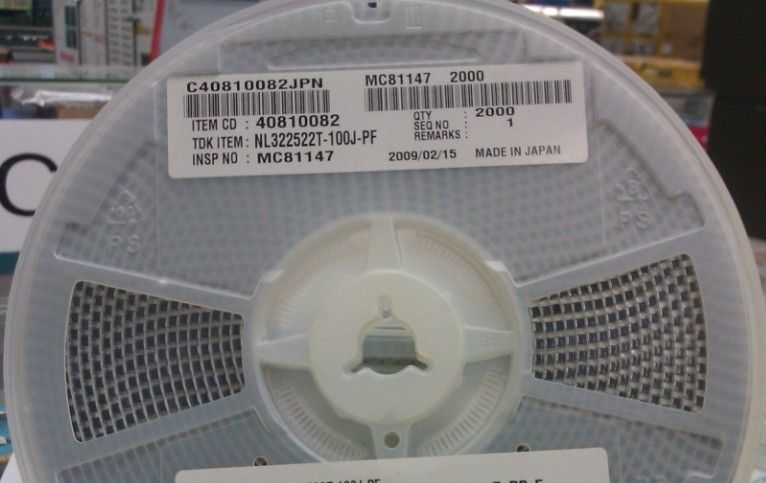 C40810082JPN
MC81147 2000
ITEM CD : 40810082
TDK ITEM : NL322522T-100J-PF
INSP NO : MC81147
QTY : 2000
SEQ NO : 1
REMARKS :
2009/02/15 MADE IN JAPAN
PS
PS
C